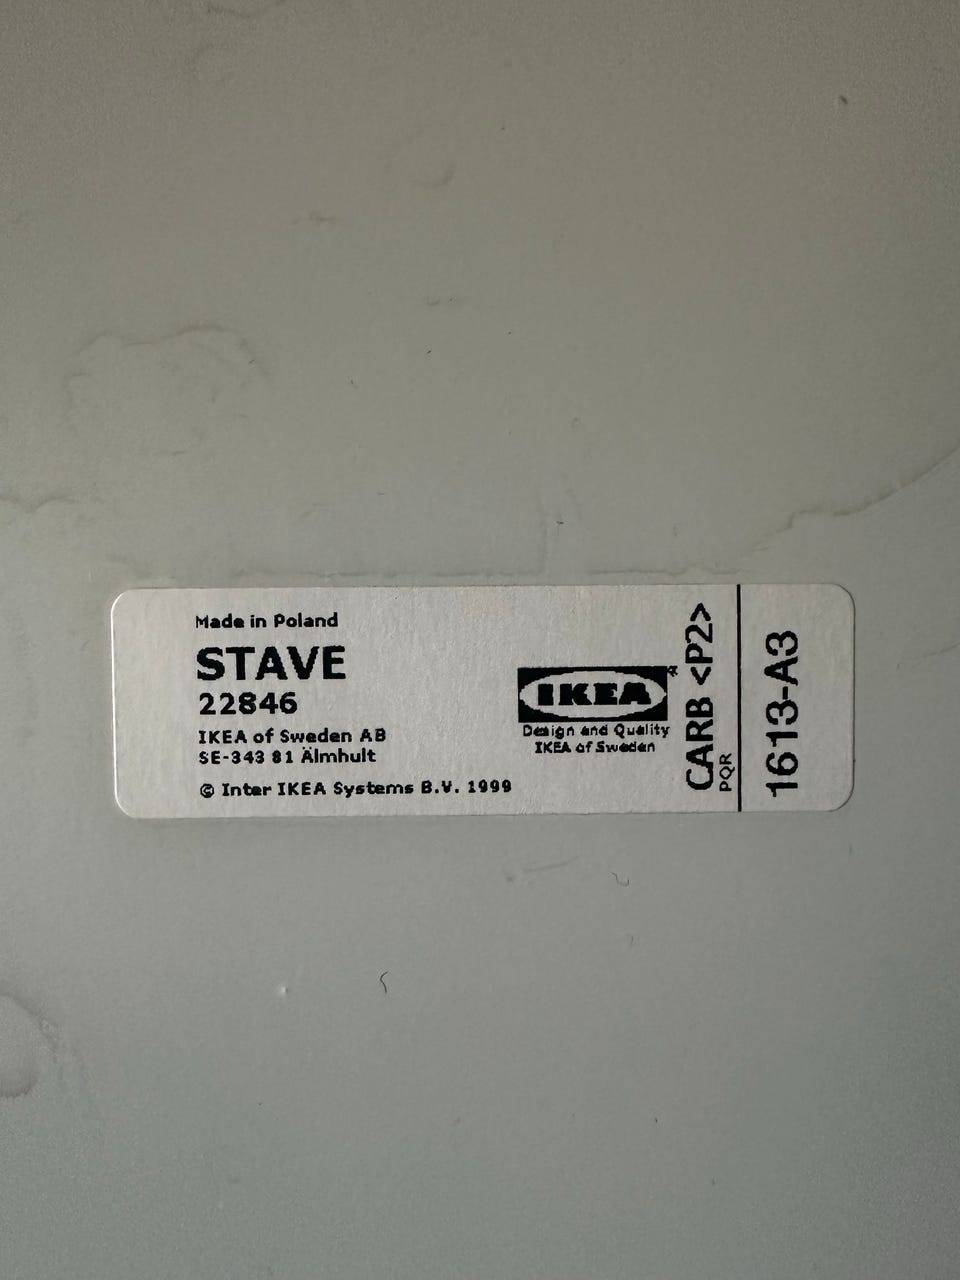 Made in Poland
STAVE
22846
IKEA of Sweden AB
SE-343 81 Älmhult
© Inter IKEA Systems B.V. 1999
IKEA®
Design and Quality
IKEA of Sweden
CARB <P2>
PQR
1613-A3